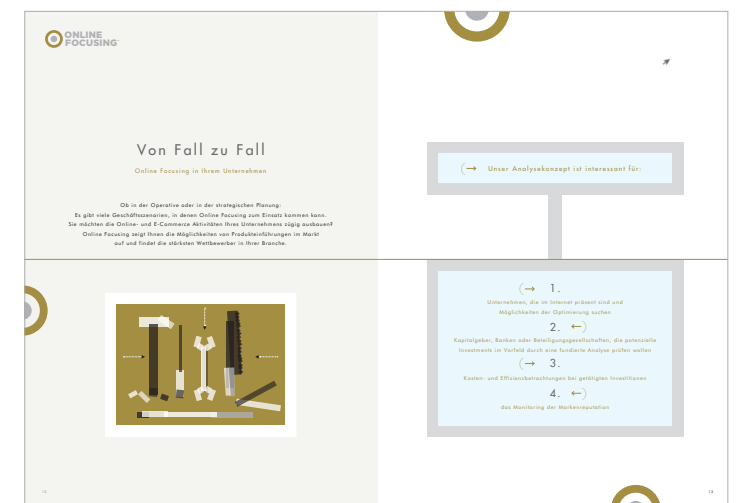 ONLINE
FOCUSING
Von Fall zu Fall
Online Focusing in Ihrem Unternehmen
Ob in der Operative oder in der strategischen Planung:
Es gibt viele Geschäftsszenarien, in denen Online Focusing zum Einsatz kommen kann.
Sie möchten die Online- und E-Commerce Aktivitäten Ihres Unternehmens zügig ausbauen?
Online Focusing zeigt Ihnen die Möglichkeiten von Produkteinführungen im Markt
auf und findet die stärksten Wettbewerber in Ihrer Branche.
Unser Analysekonzept ist interessant für:
1.
Unternehmen, die im Internet präsent sind und
Möglichkeiten der Optimierung suchen
2.
Kapitalgeber, Banken oder Beteiligungsgesellschaften, die potenzielle
Investments im Vorfeld durch eine fundierte Analyse prüfen wollen
3.
Kosten- und Effizienzbetrachtungen bei getätigten Investitionen
4.
das Monitoring der Markenreputation